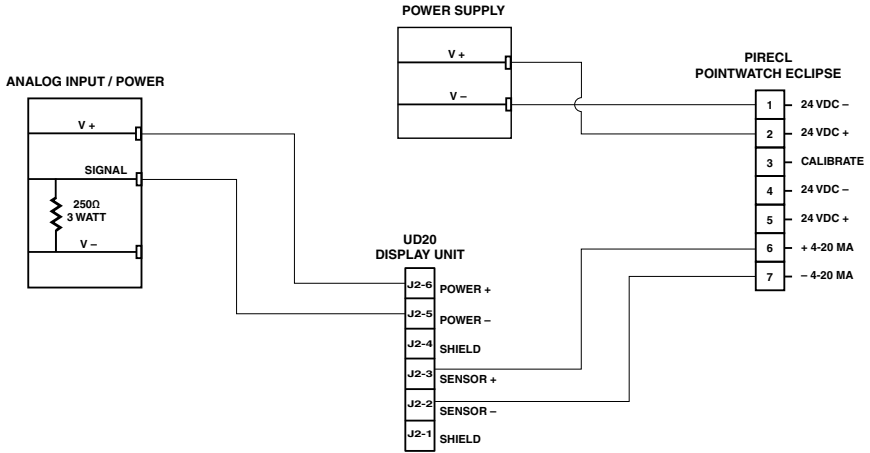 POWER SUPPLY
V +
V –
ANALOG INPUT / POWER
V +
SIGNAL
250Ω
3 WATT
V –
PIRECL
POINTWATCH ECLIPSE
1 24 VDC –
2 24 VDC +
3 CALIBRATE
4 24 VDC –
5 24 VDC +
6 + 4-20 MA
7 – 4-20 MA
UD20
DISPLAY UNIT
J2-6 POWER +
J2-5 POWER –
J2-4 SHIELD
J2-3 SENSOR +
J2-2 SENSOR –
J2-1 SHIELD